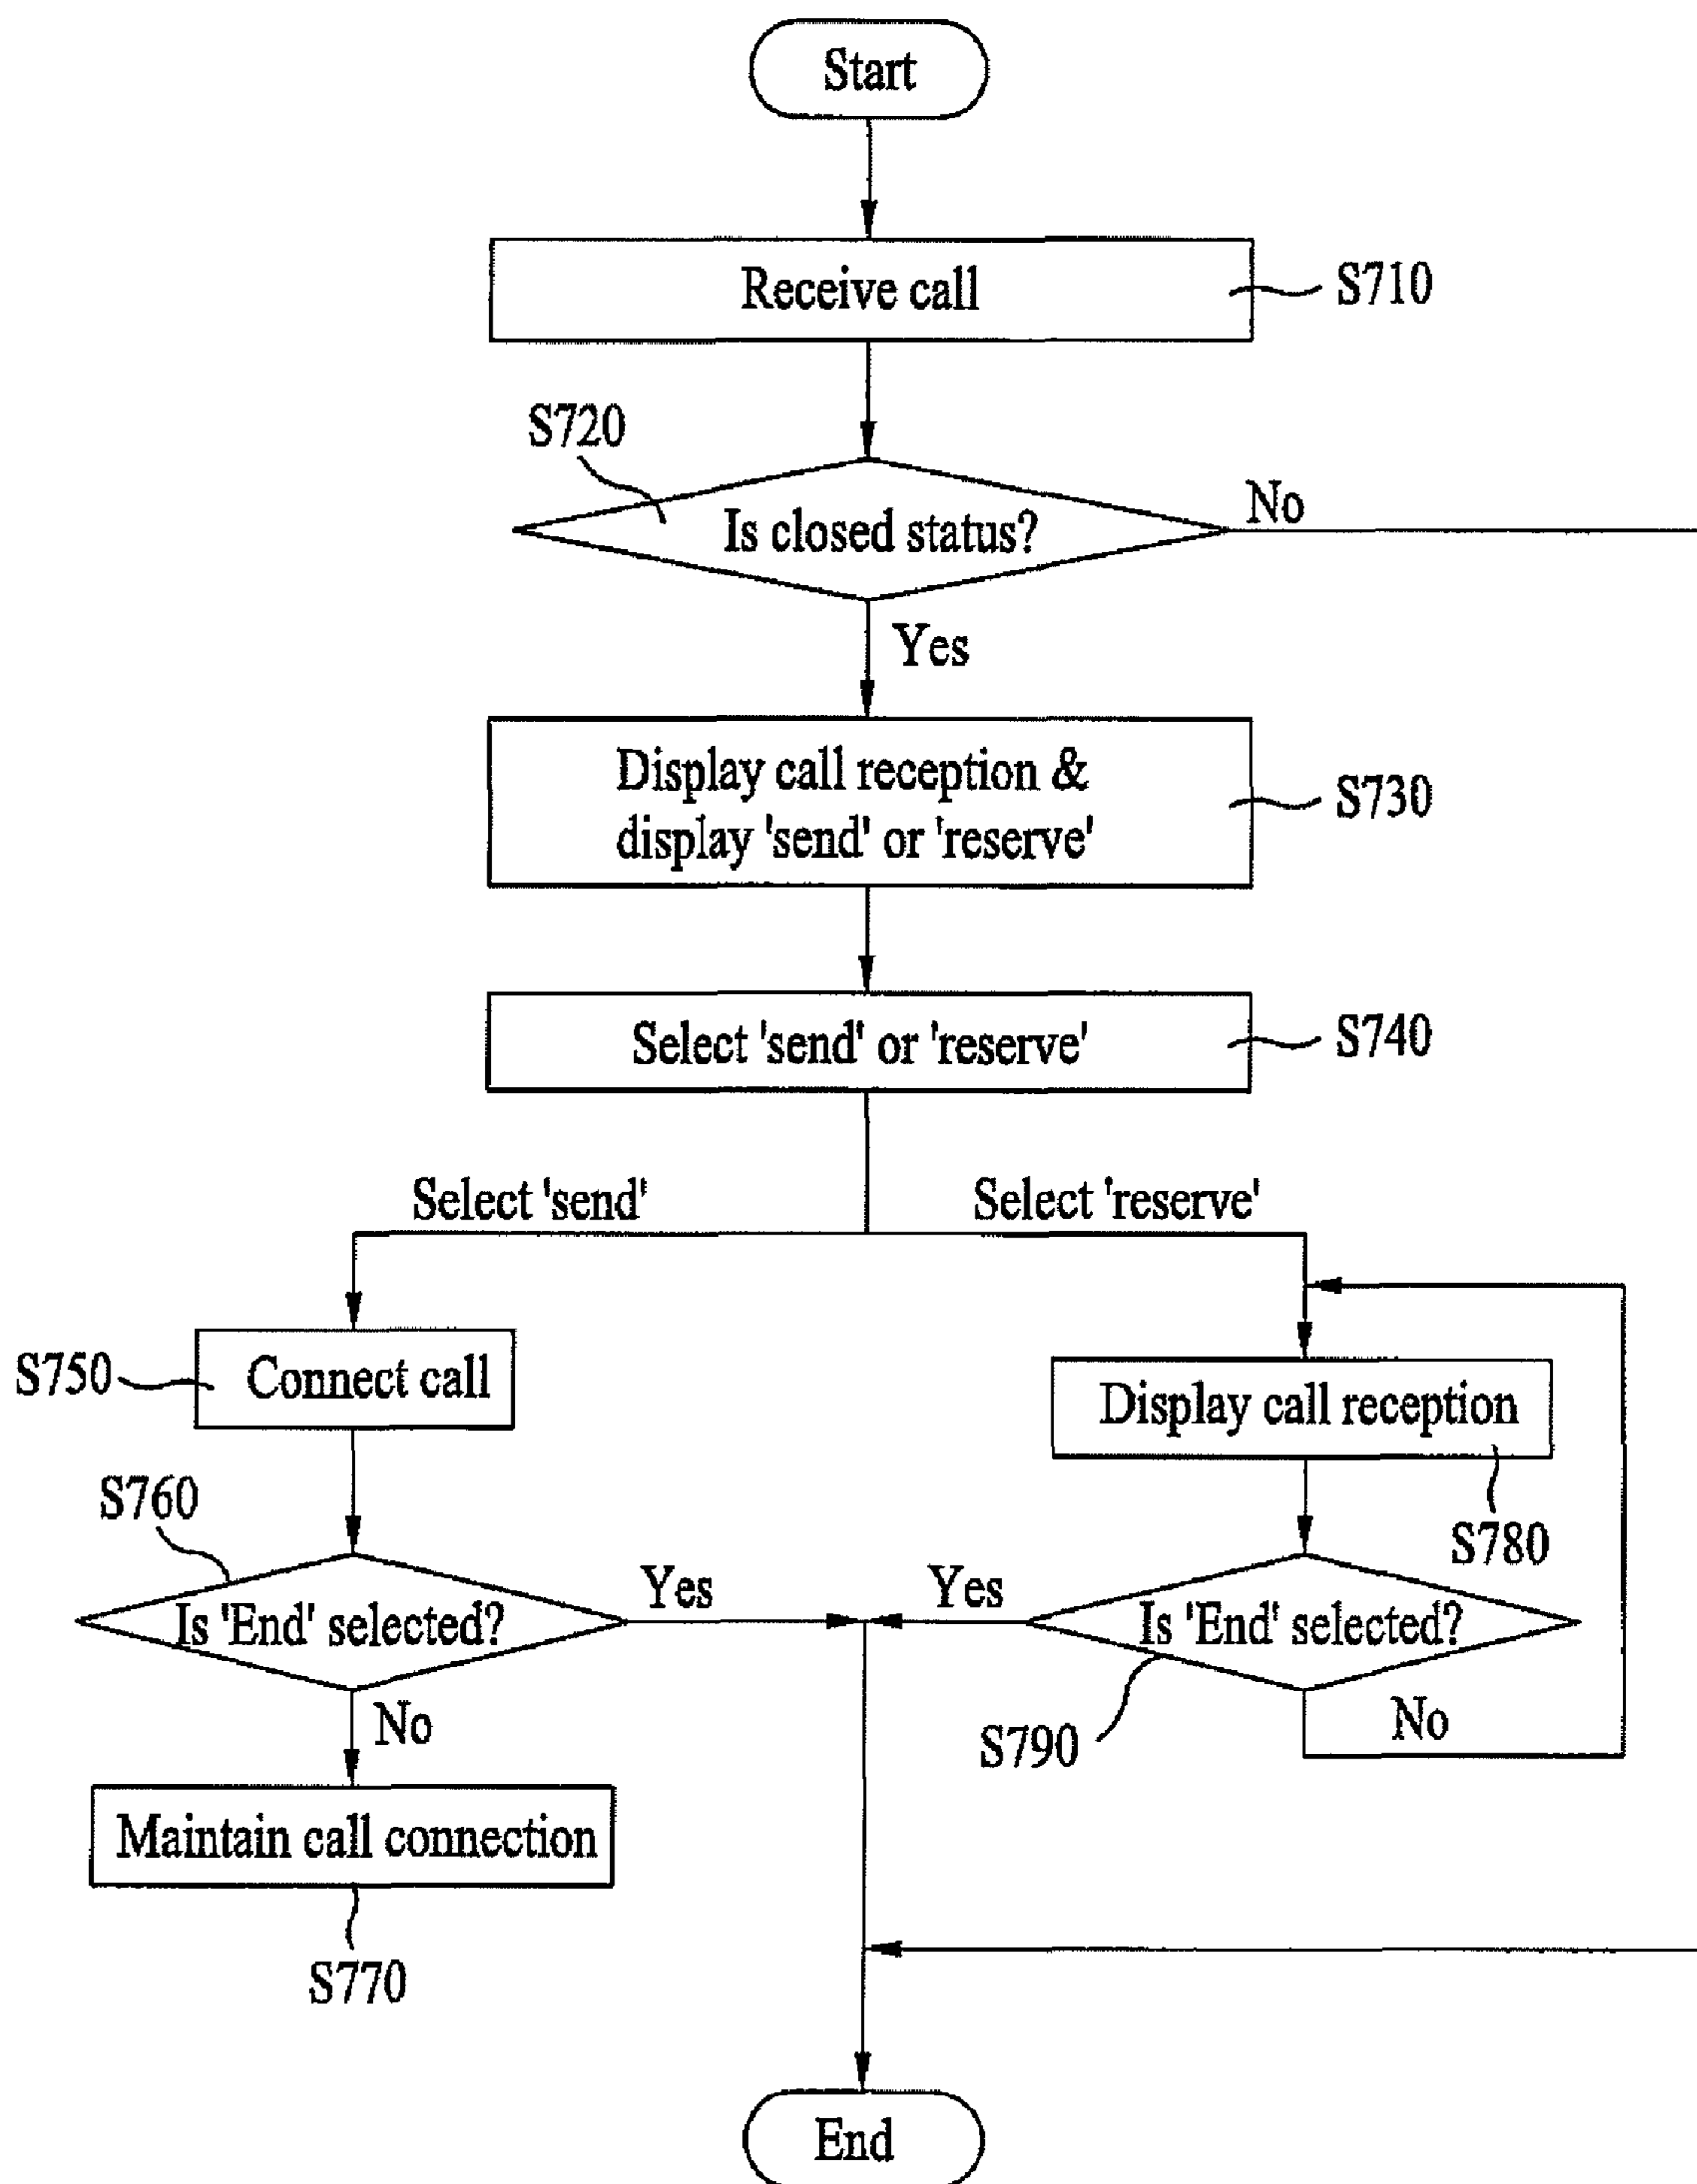 Start
Receive call
S710
S720
Is closed status?
No
Yes
Display call reception &
display 'send' or 'reserve'
S730
Select 'send' or 'reserve'
S740
Select 'send'
Select 'reserve'
S750
Connect call
Display call reception
S780
S760
Is 'End' selected?
Yes
Yes
Is 'End' selected?
S790
No
No
Maintain call connection
S770
End